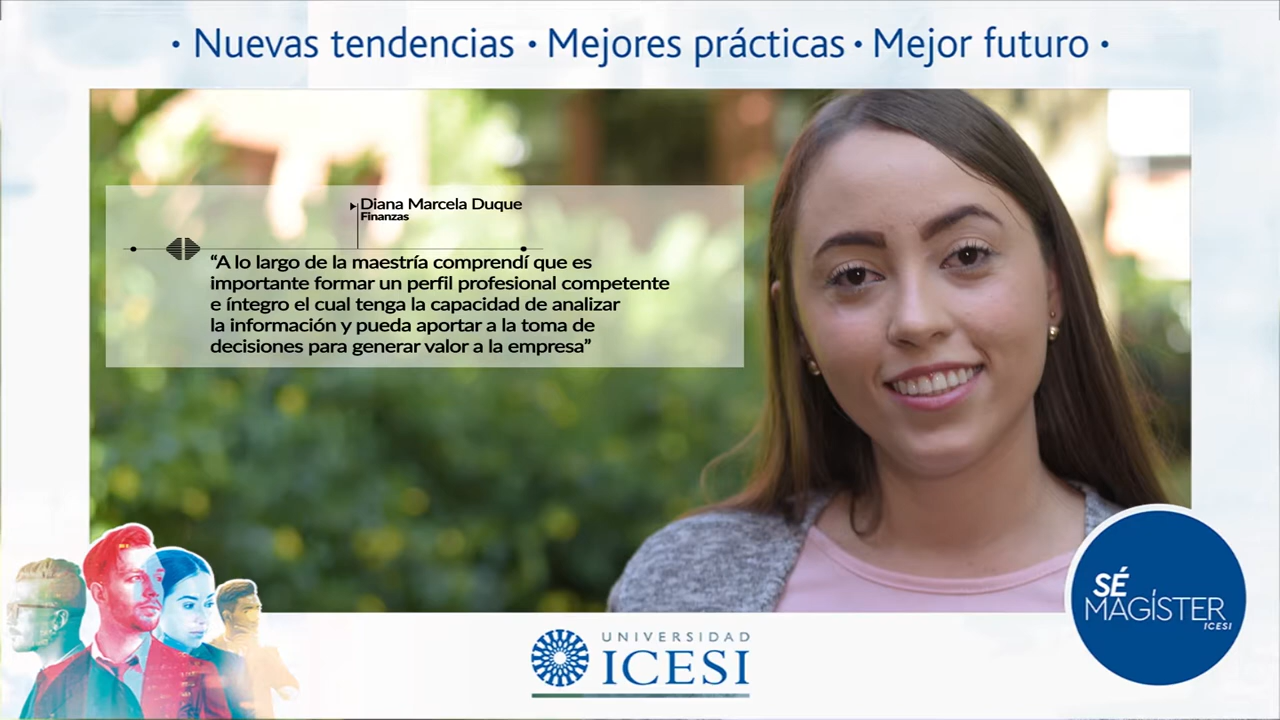 · Nuevas tendencias · Mejores prácticas · Mejor futuro ·
Diana Marcela Duque
Finanzas
“A lo largo de la maestría comprendí que es
importante formar un perfil profesional competente
e íntegro el cual tenga la capacidad de analizar
la información y pueda aportar a la toma de
decisiones para generar valor a la empresa”
SÉ
MAGÍSTER
ICESI
UNIVERSIDAD
ICESI